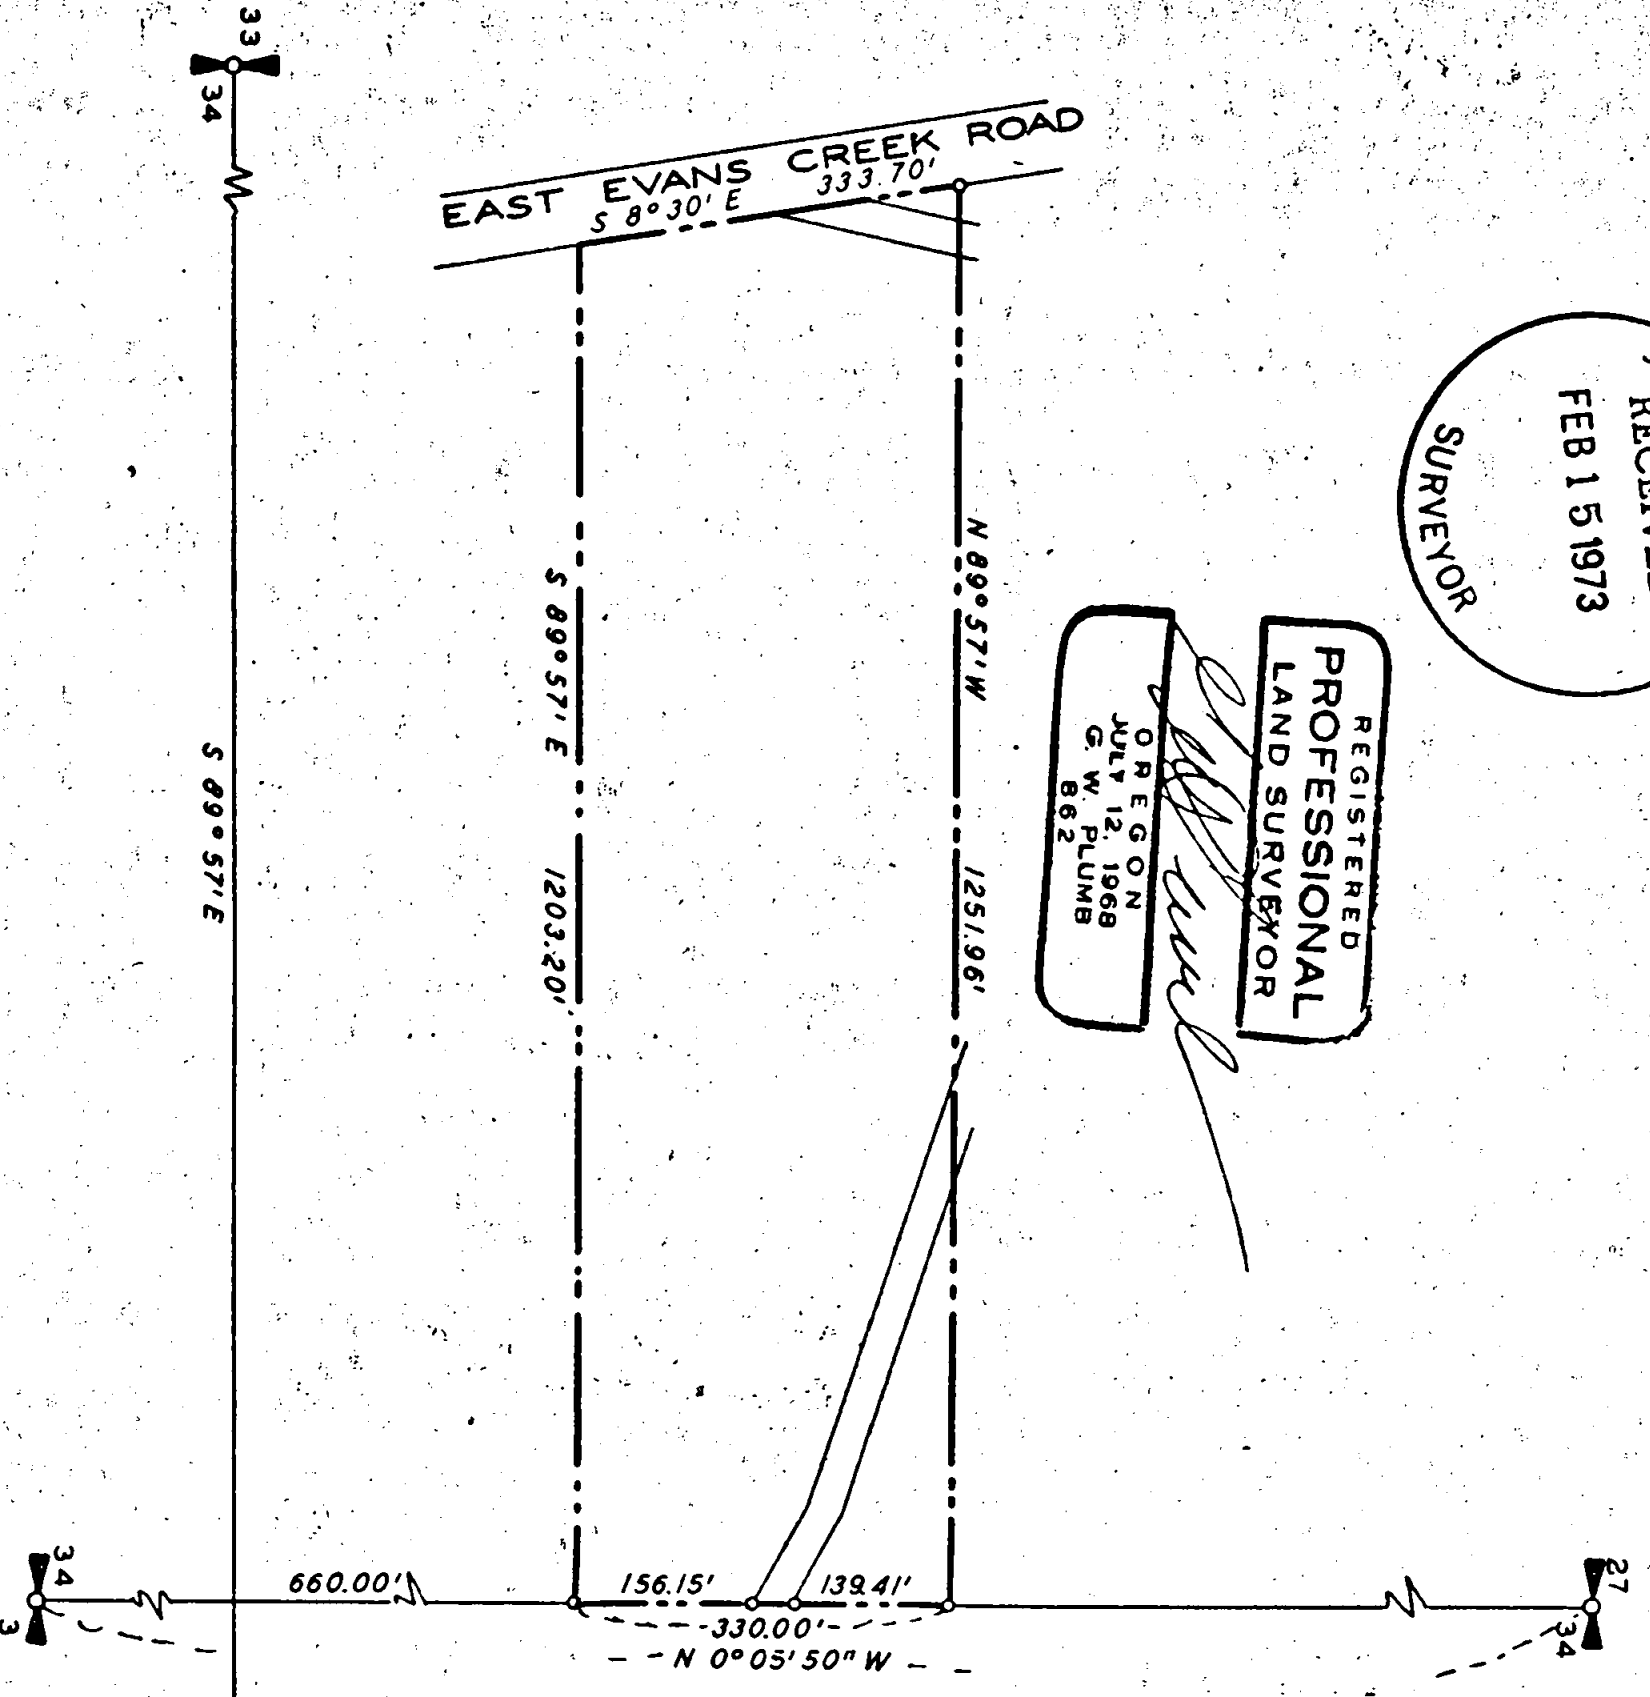 33
34
EAST EVANS CREEK ROAD
S 8° 30' E 333.70'
N 89° 57' W 1251.96'
S 89° 57' E 1203.20'
S 89° 57' E
FEB 15 1973
SURVEYOR
REGISTERED
PROFESSIONAL
LAND SURVEYOR
OREGON
JULY 12, 1968
G. W. PLUMB
862
34
3
660.00'
156.15'
139.41'
330.00'
N 0° 05' 50" W
27
34